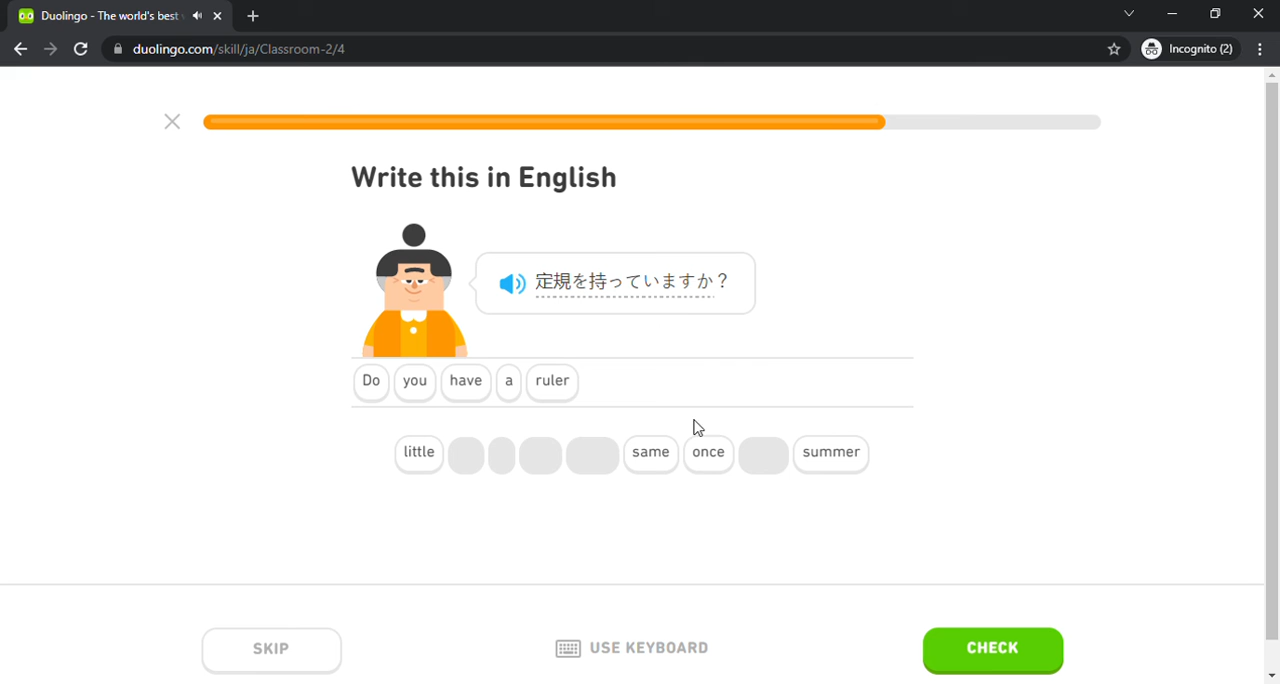 Duolingo - The world's best
duolingo.com/skill/ja/Classroom-2/4
Incognito (2)
Write this in English
定規を持っていますか？
Do you have a ruler
little same once summer
SKIP
USE KEYBOARD
CHECK